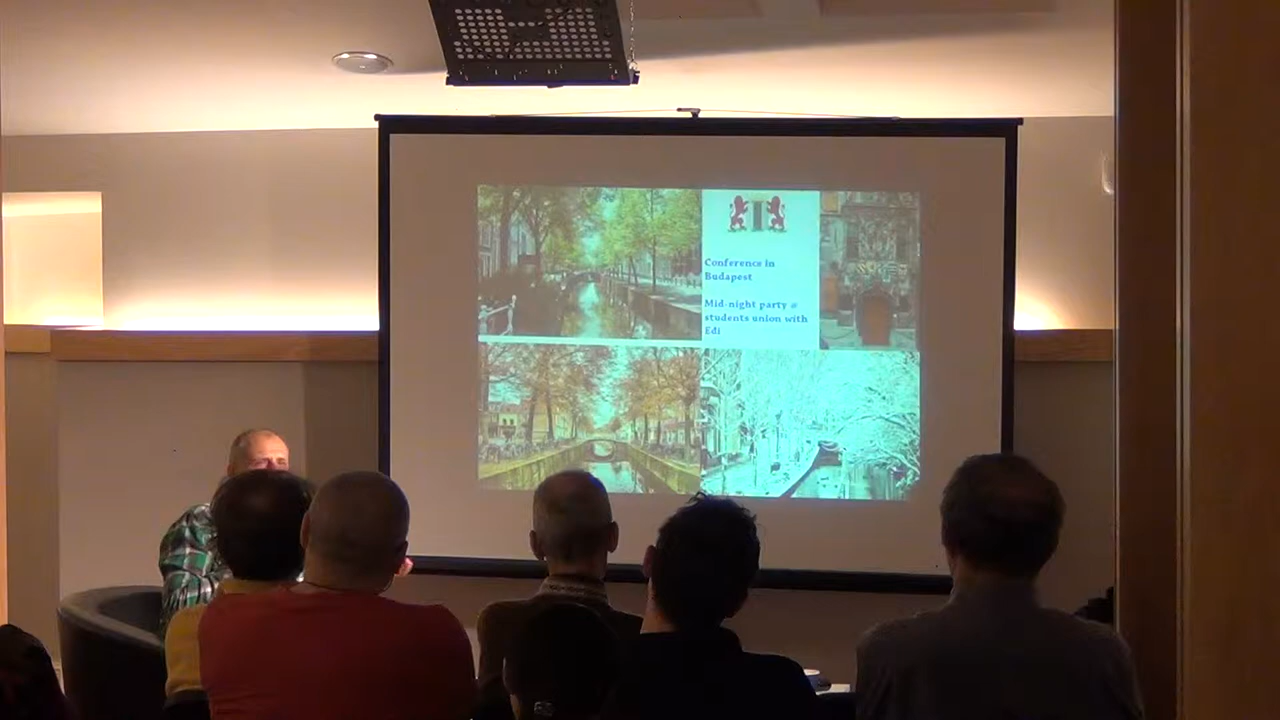 Conference in
Budapest
Mid-night party @
students union with
Edi